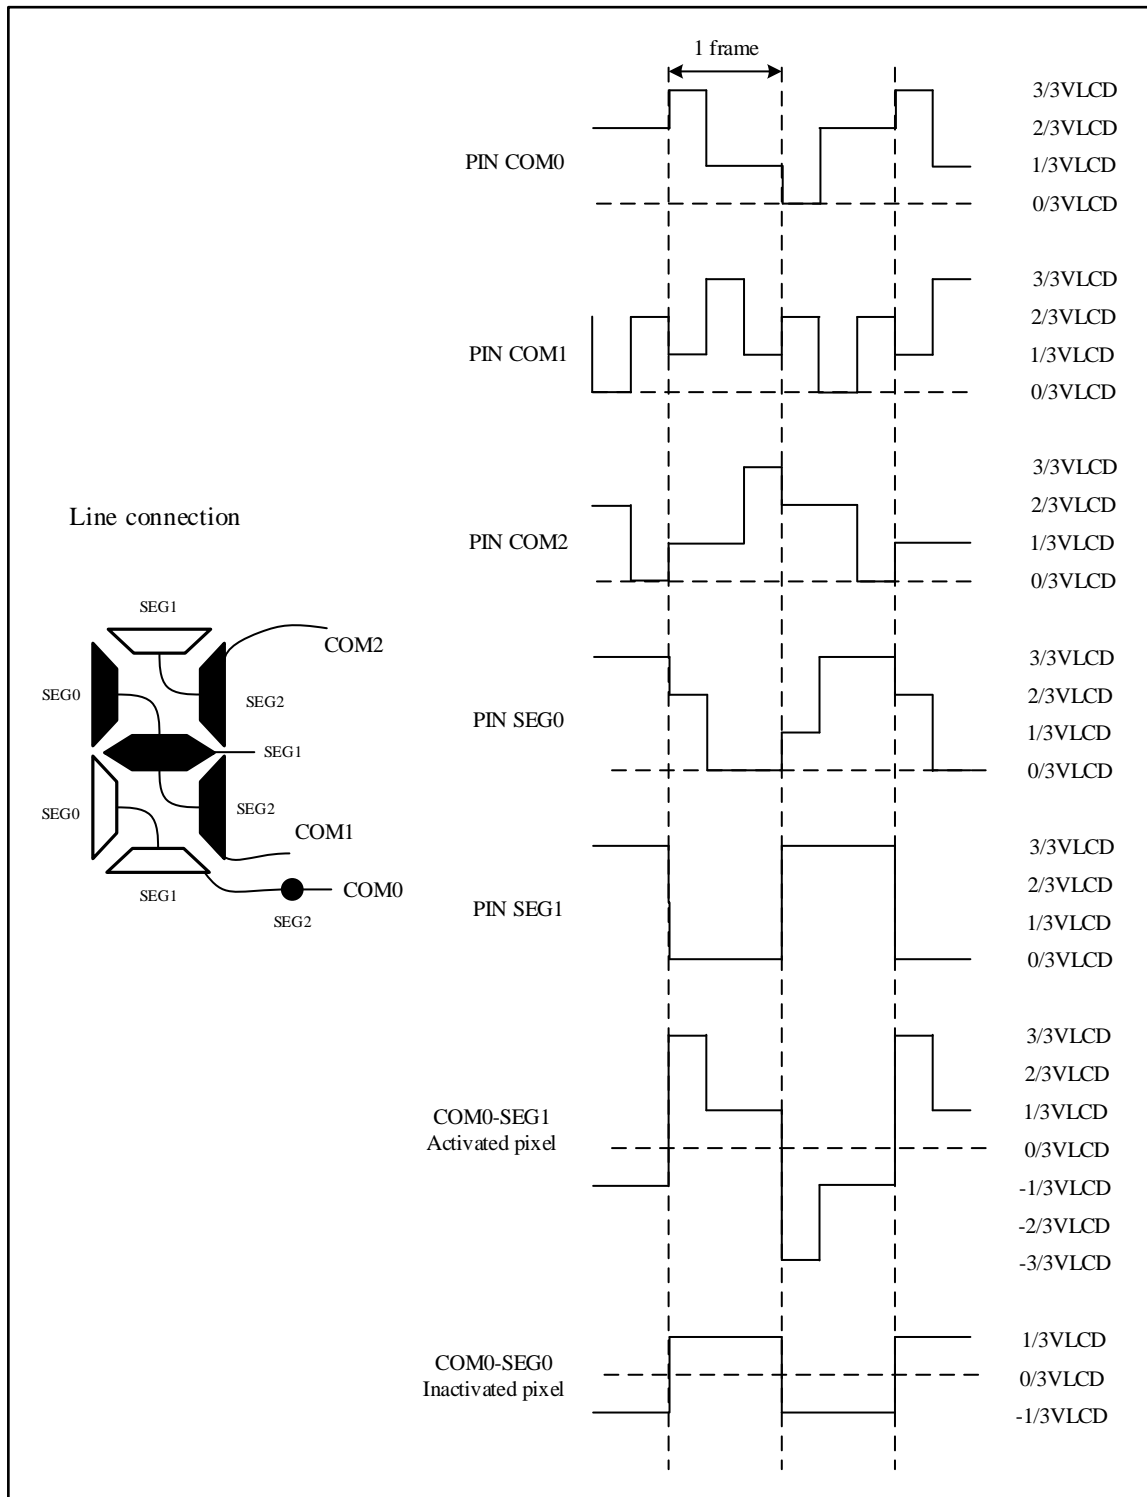 1 frame
PIN COM0
3/3VLCD
2/3VLCD
1/3VLCD
0/3VLCD
PIN COM1
3/3VLCD
2/3VLCD
1/3VLCD
0/3VLCD
PIN COM2
3/3VLCD
2/3VLCD
1/3VLCD
0/3VLCD
Line connection
SEG1
COM2
SEG0
SEG2
SEG1
SEG0
SEG2
COM1
SEG1
COM0
SEG2
PIN SEG0
3/3VLCD
2/3VLCD
1/3VLCD
0/3VLCD
PIN SEG1
3/3VLCD
2/3VLCD
1/3VLCD
0/3VLCD
COM0-SEG1
Activated pixel
3/3VLCD
2/3VLCD
1/3VLCD
0/3VLCD
-1/3VLCD
-2/3VLCD
-3/3VLCD
COM0-SEG0
Inactivated pixel
1/3VLCD
0/3VLCD
-1/3VLCD